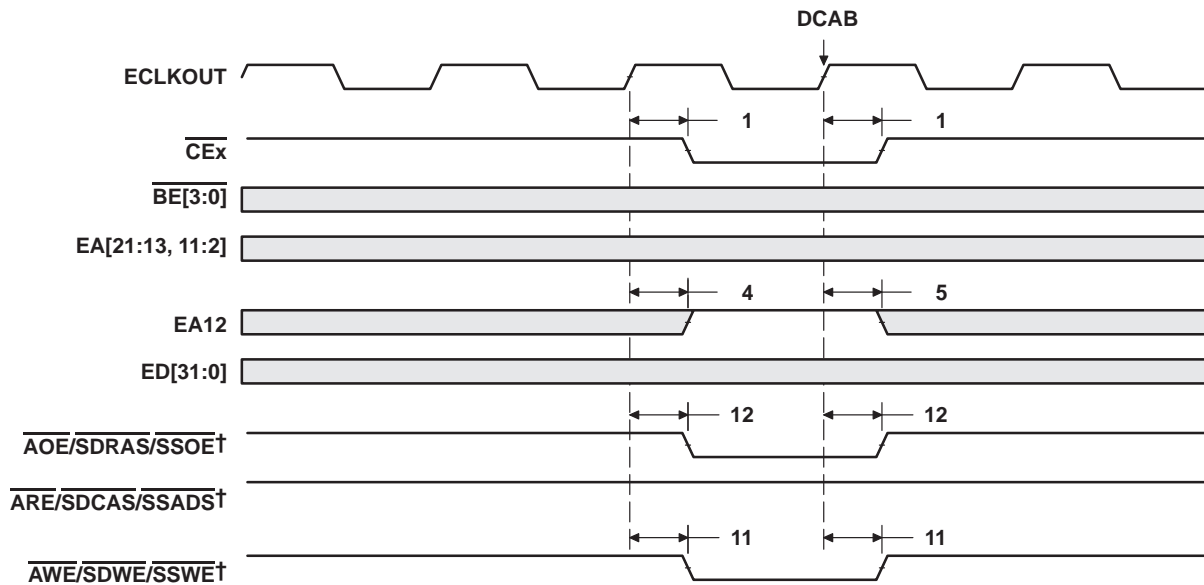 DCAB
ECLKOUT
1 1
CEx
BE[3:0]
EA[21:13, 11:2]
4 5
EA12
ED[31:0]
12 12
AOE/SDRAS/SSOE†
ARE/SDCAS/SSADS†
11 11
AWE/SDWE/SSWE†